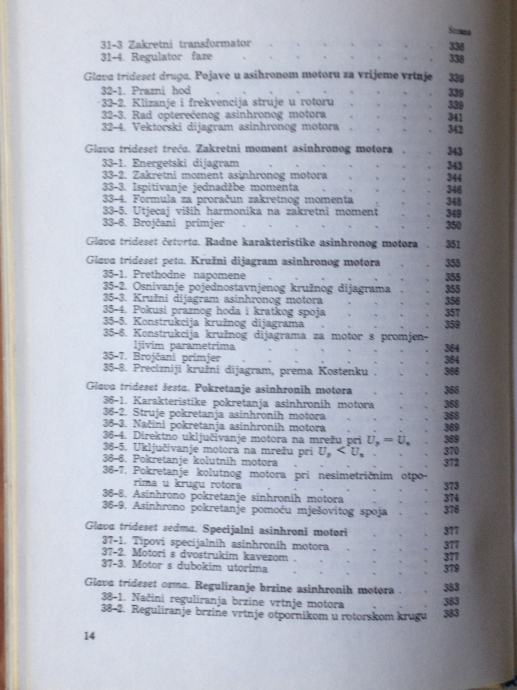 Strana
31-3 Zakretni transformator . . . . . . 336
31-4. Regulator faze . . . . . . 338
Glava trideset druga. Pojave u asihronom motoru za vrijeme vrtnje 339
32-1. Prazni hod . . . . . . 339
32-2. Klizanje i frekvencija struje u rotoru . . . . 339
32-3. Rad opterećenog asinhronog motora . . . . 341
32-4. Vektorski dijagram asinhronog motora . . . . 342
Glava trideset treća. Zakretni moment asinhronog motora . 343
33-1. Energetski dijagram . . . . . . 343
33-2. Zakretni moment asinhronog motora . . . . 344
33-3. Ispitivanje jednadžbe momenta . . . . . 346
33-4. Formula za proračun zakretnog momenta . . . 348
33-5. Utjecaj viših harmonika na zakretni moment . . 349
33-6. Brojčani primjer . . . . . . 350
Glava trideset četvrta. Radne karakteristike asinhronog motora . 351
Glava trideset peta. Kružni dijagram asinhronog motora 355
35-1. Prethodne napomene . . . . . . 355
35-2. Osnivanje pojednostavnjenog kružnog dijagrama . . 355
35-3. Kružni dijagram asinhronog motora . . . . 356
35-4. Pokusi praznog hoda i kratkog spoja . . . . 357
35-5. Konstrukcija kružnog dijagrama . . . . . 359
35-6. Konstrukcija kružnog dijagrama za motor s promjen-
ljivim parametrima . . . . . . 364
35-7. Brojčani primjer . . . . . . 364
35-8. Precizniji kružni dijagram, prema Kostenku . . . 366
Glava trideset šesta. Pokretanje asinhronih motora . . . 368
36-1. Karakteristike pokretanja asinhronih motora . . 368
36-2. Struje pokretanja asinhronih motora . . . . 368
36-3. Načini pokretanja asinhronih motora . . . . 369
36-4. Direktno uključivanje motora na mrežu pri Up = Un 369
36-5. Uključivanje motora na mrežu pri Up < Un . . 370
36-6. Pokretanje kolutnih motora . . . . . 372
36-7. Pokretanje kolutnog motora pri nesimetričnim otpo-
rima u krugu rotora . . . . . . 373
36-8. Asinhrono pokretanje sinhronih motora . . . 374
36-9. Asinhrono pokretanje pomoću mješovitog spoja . . 376
Glava trideset sedma. Specijalni asinhroni motori . . . 377
37-1. Tipovi specijalnih asinhronih motora . . . . 377
37-2. Motori s dvostrukim kavezom . . . . . 377
37-3. Motor s dubokim utorima . . . . . 379
Glava trideset osma. Reguliranje brzine asinhronih motora . . 383
38-1. Načini reguliranja brzine vrtnje motora . . . 383
38-2. Reguliranje brzine vrtnje otpornikom u rotorskom krugu 383
14